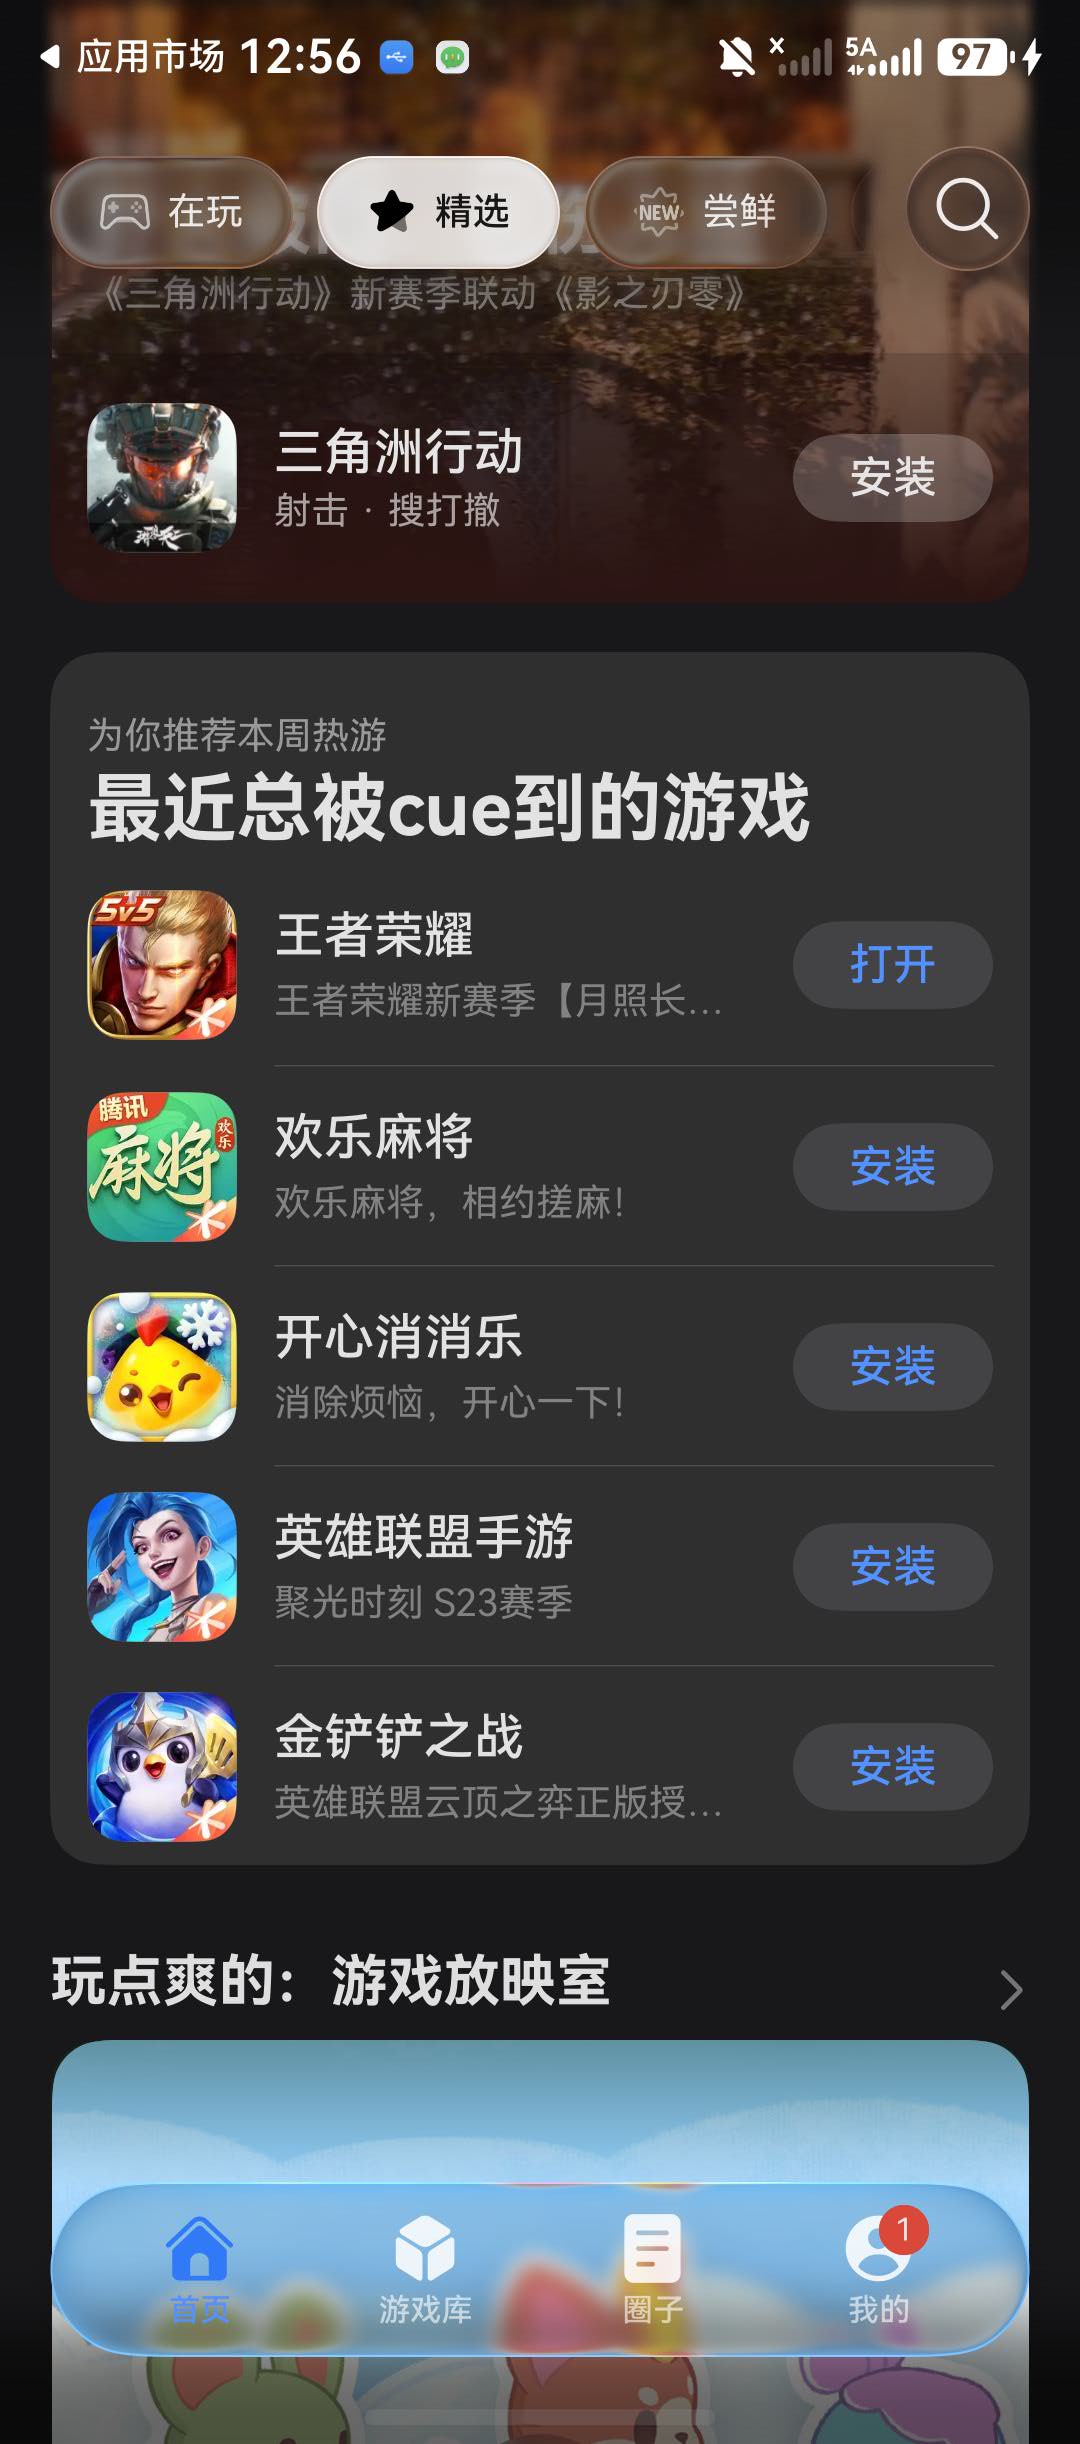 应用市场 12:56
5A
97
在玩
精选
NEW 尝鲜
《三角洲行动》新赛季联动《影之刃零》
三角洲行动
射击 · 搜打撤
安装
为你推荐本周热游
最近总被cue到的游戏
5v5
王者荣耀
王者荣耀新赛季【月照长...
打开
腾讯
欢乐
麻将
欢乐麻将
欢乐麻将，相约搓麻！
安装
开心消消乐
消除烦恼，开心一下！
安装
英雄联盟手游
聚光时刻 S23赛季
安装
金铲铲之战
英雄联盟云顶之弈正版授...
安装
玩点爽的：游戏放映室
1
首页
游戏库
圈子
我的